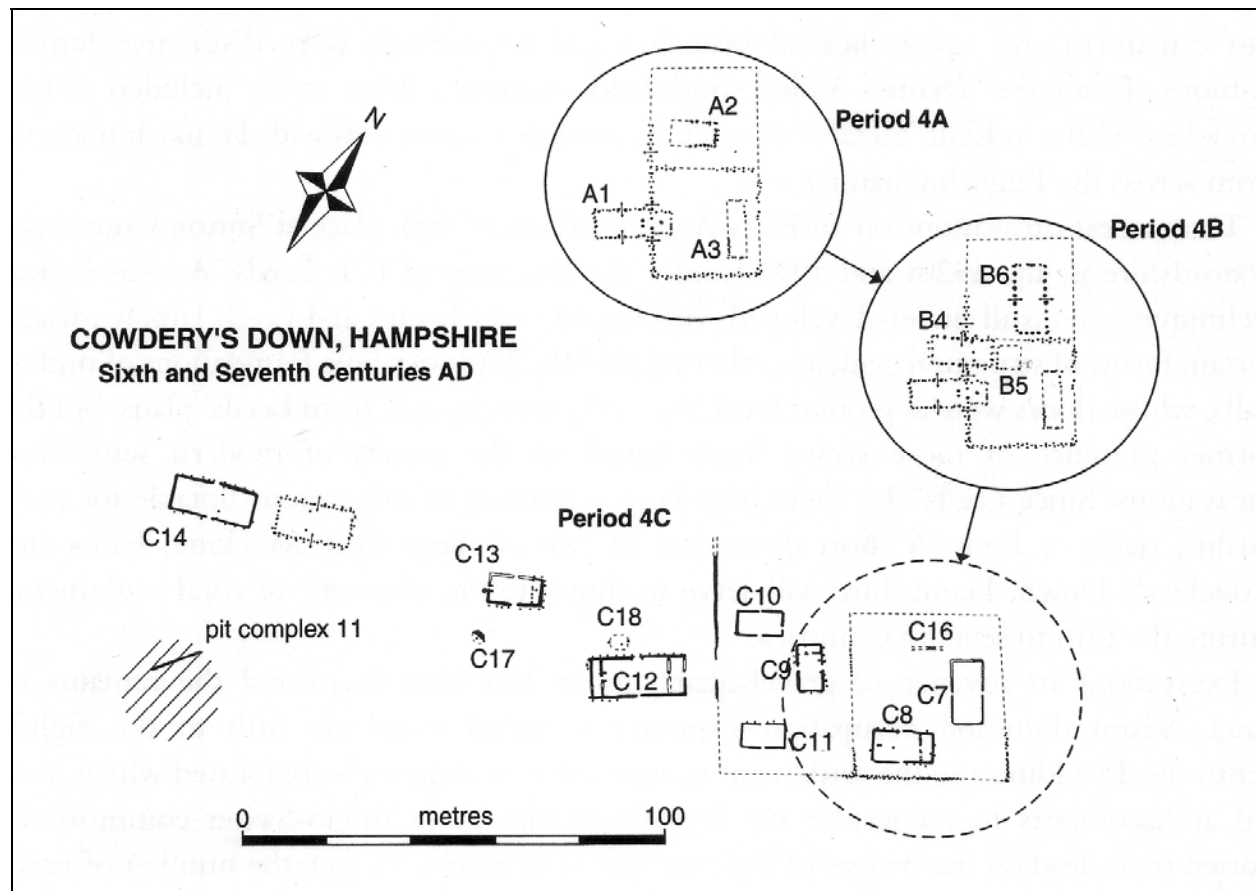 N
A2
Period 4A
A1
A3
Period 4B
B6
B4
B5
COWDERY'S DOWN, HAMPSHIRE
Sixth and Seventh Centuries AD
C14
Period 4C
C13
pit complex 11
C17
C18
C12
C10
C9
C11
C16
C7
C8
0 metres 100